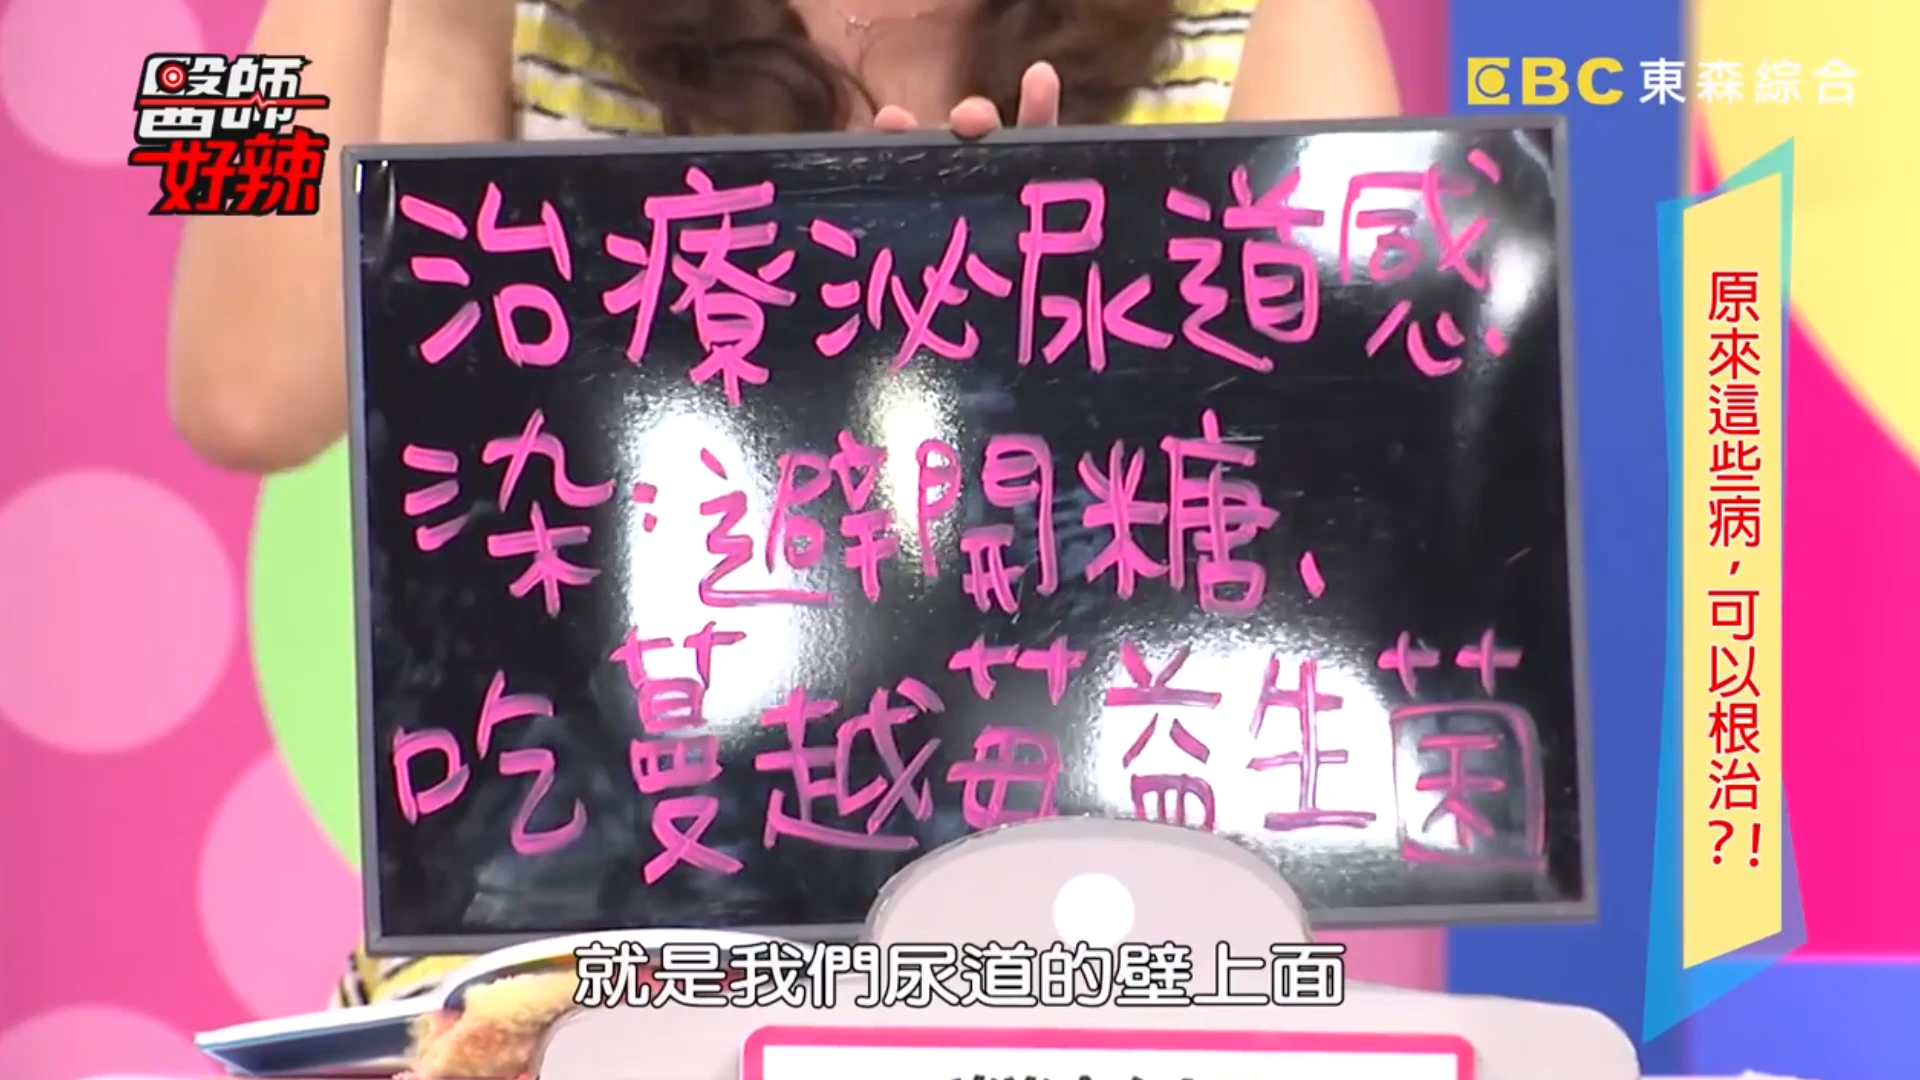 醫師
好辣
EBC 東森綜合
治療泌尿道感
染:避開糖、
吃蔓越莓益生菌
原來這些病,可以根治?!
就是我們尿道的壁上面